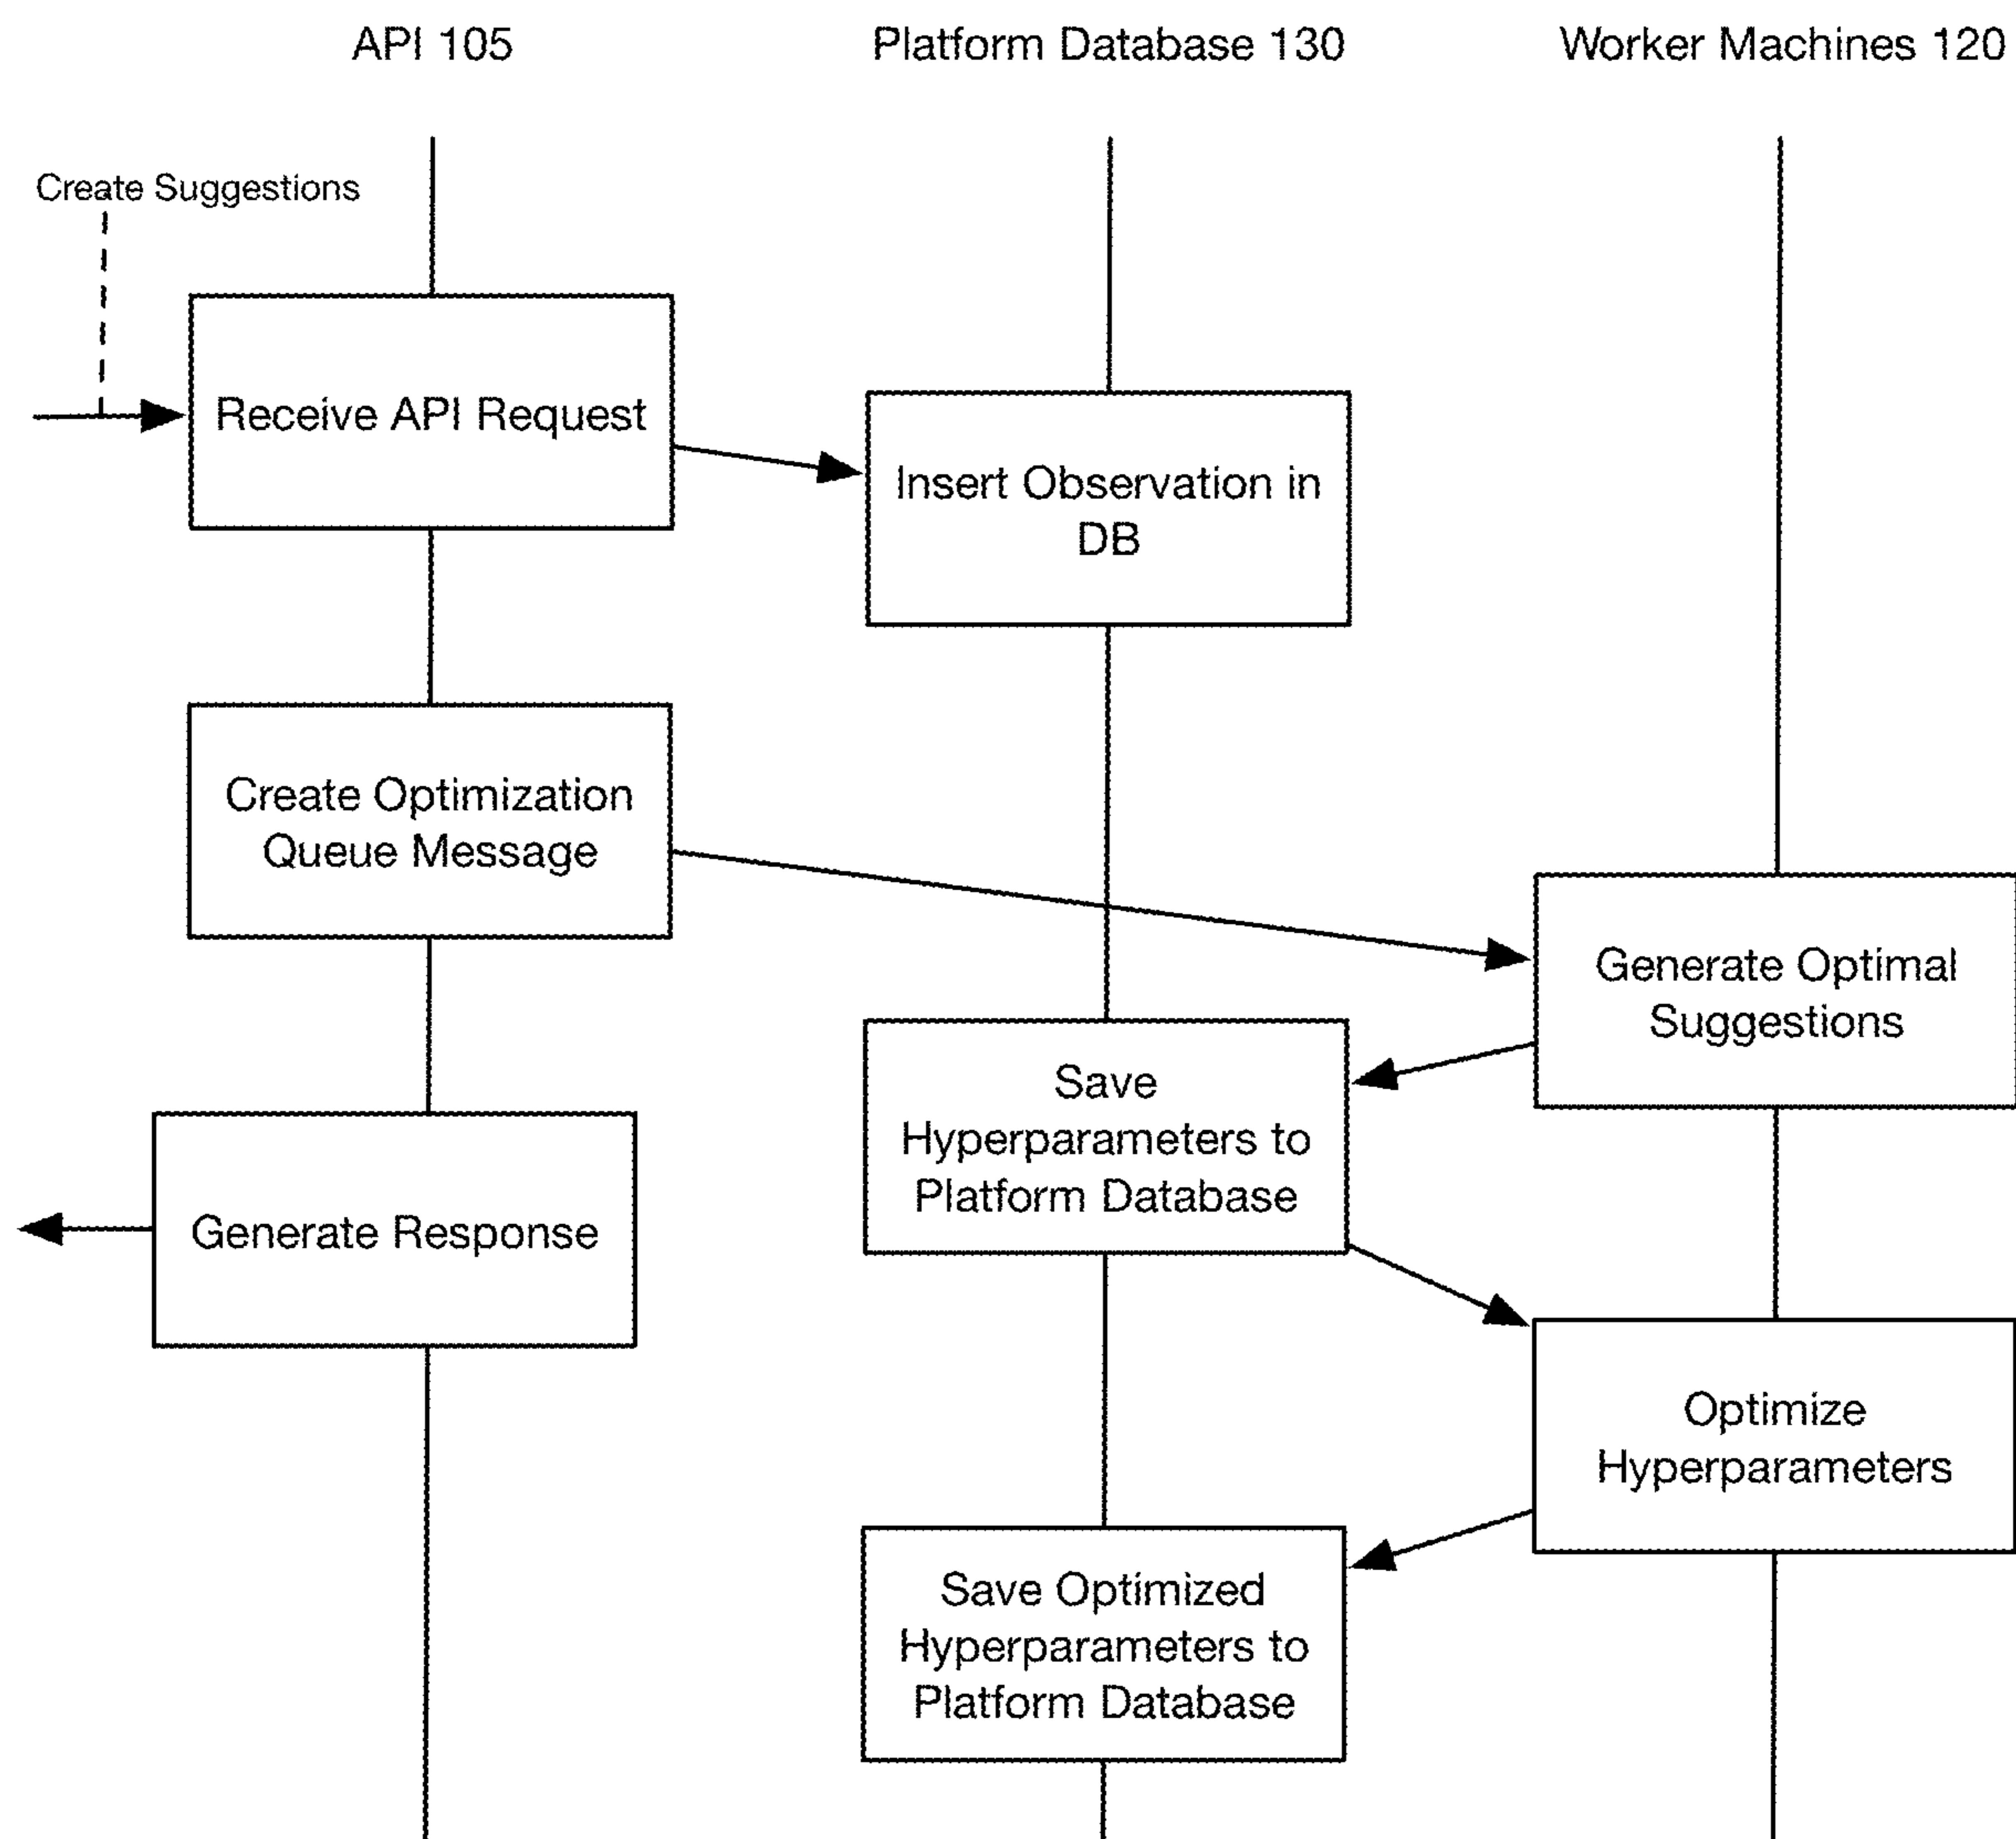 API 105
Platform Database 130
Worker Machines 120
Create Suggestions
Receive API Request
Insert Observation in
DB
Create Optimization
Queue Message
Generate Optimal
Suggestions
Save
Hyperparameters to
Platform Database
Generate Response
Optimize
Hyperparameters
Save Optimized
Hyperparameters to
Platform Database